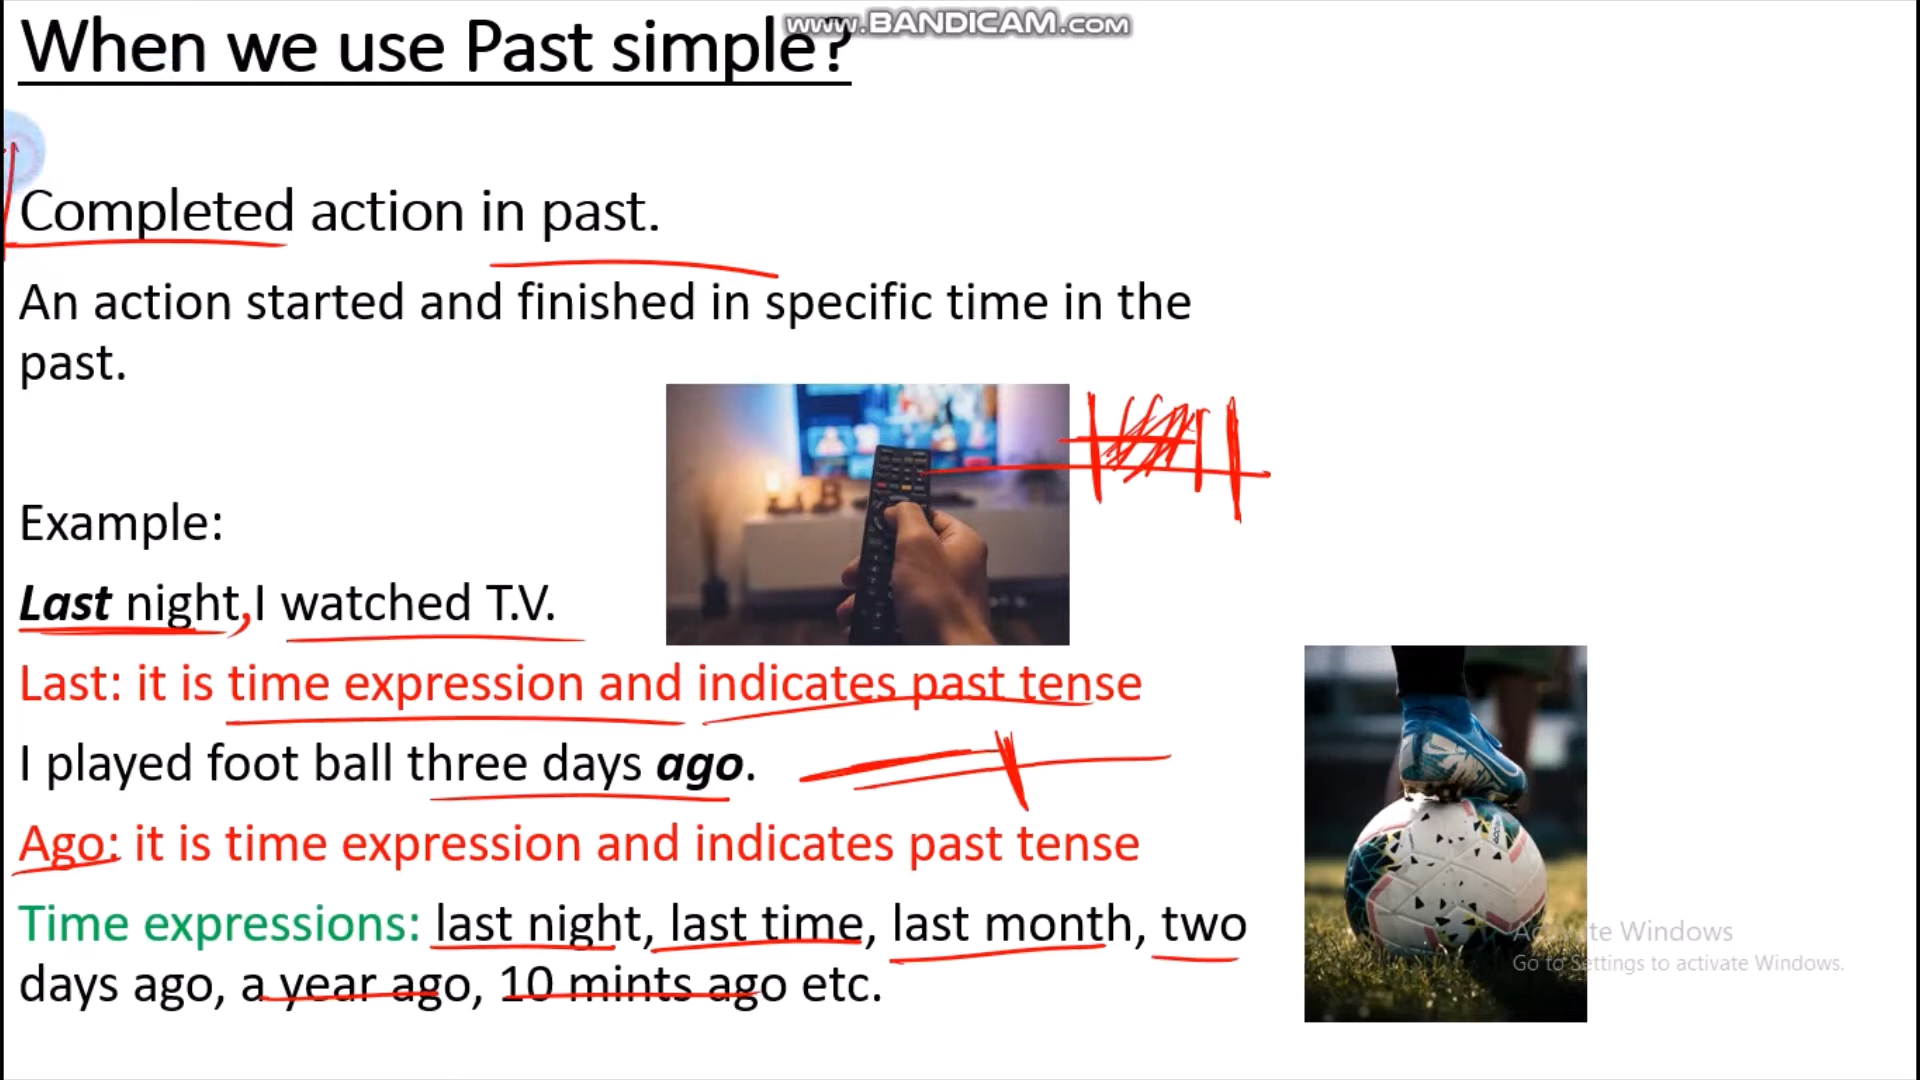 www.BANDICAM.com
When we use Past simple?
Completed action in past.
An action started and finished in specific time in the
past.
Example:
Last night,I watched T.V.
Last: it is time expression and indicates past tense
I played foot ball three days ago.
Ago: it is time expression and indicates past tense
Time expressions: last night, last time, last month, two
days ago, a year ago, 10 mints ago etc.
Activate Windows
Go to Settings to activate Windows.